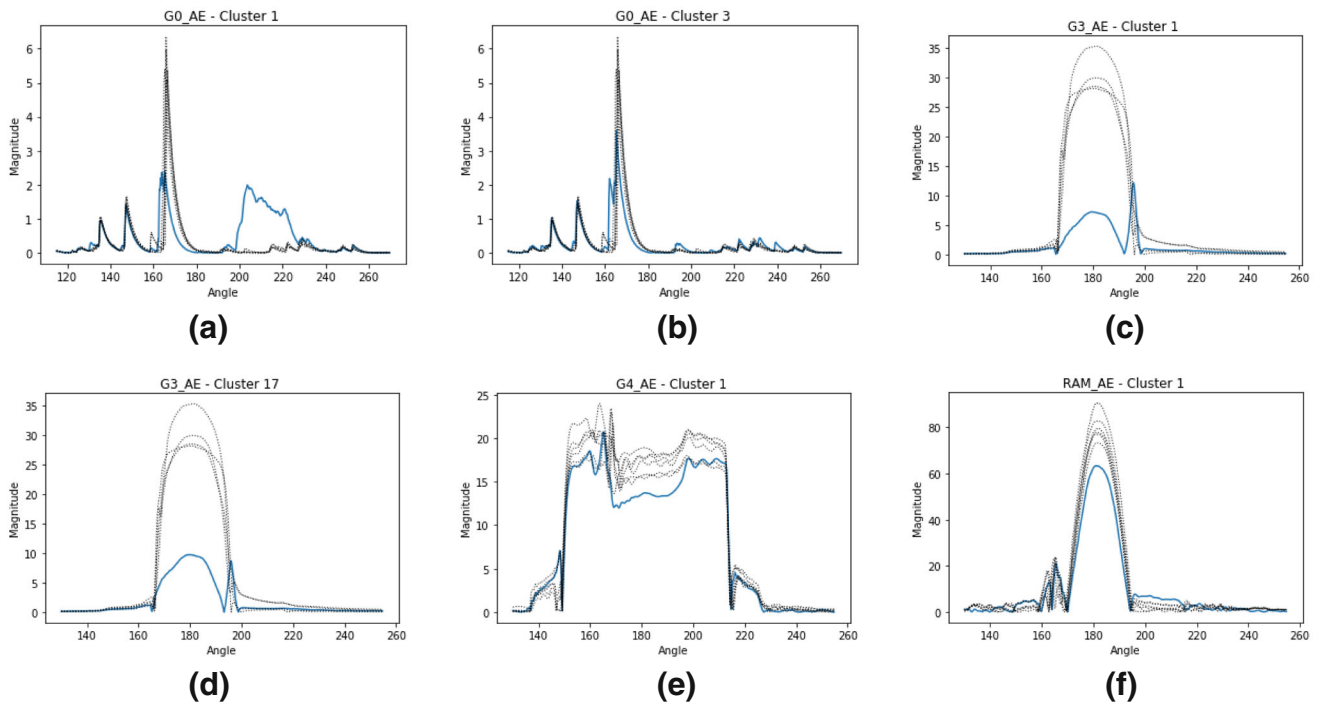 G0_AE - Cluster 1
Magnitude
6
5
4
3
2
1
0
120 140 160 180 200 220 240 260
Angle
(a)
G0_AE - Cluster 3
Magnitude
6
5
4
3
2
1
0
120 140 160 180 200 220 240 260
Angle
(b)
G3_AE - Cluster 1
Magnitude
35
30
25
20
15
10
5
0
140 160 180 200 220 240 260
Angle
(c)
G3_AE - Cluster 17
Magnitude
35
30
25
20
15
10
5
0
140 160 180 200 220 240 260
Angle
(d)
G4_AE - Cluster 1
Magnitude
25
20
15
10
5
0
140 160 180 200 220 240 260
Angle
(e)
RAM_AE - Cluster 1
Magnitude
80
60
40
20
0
140 160 180 200 220 240 260
Angle
(f)